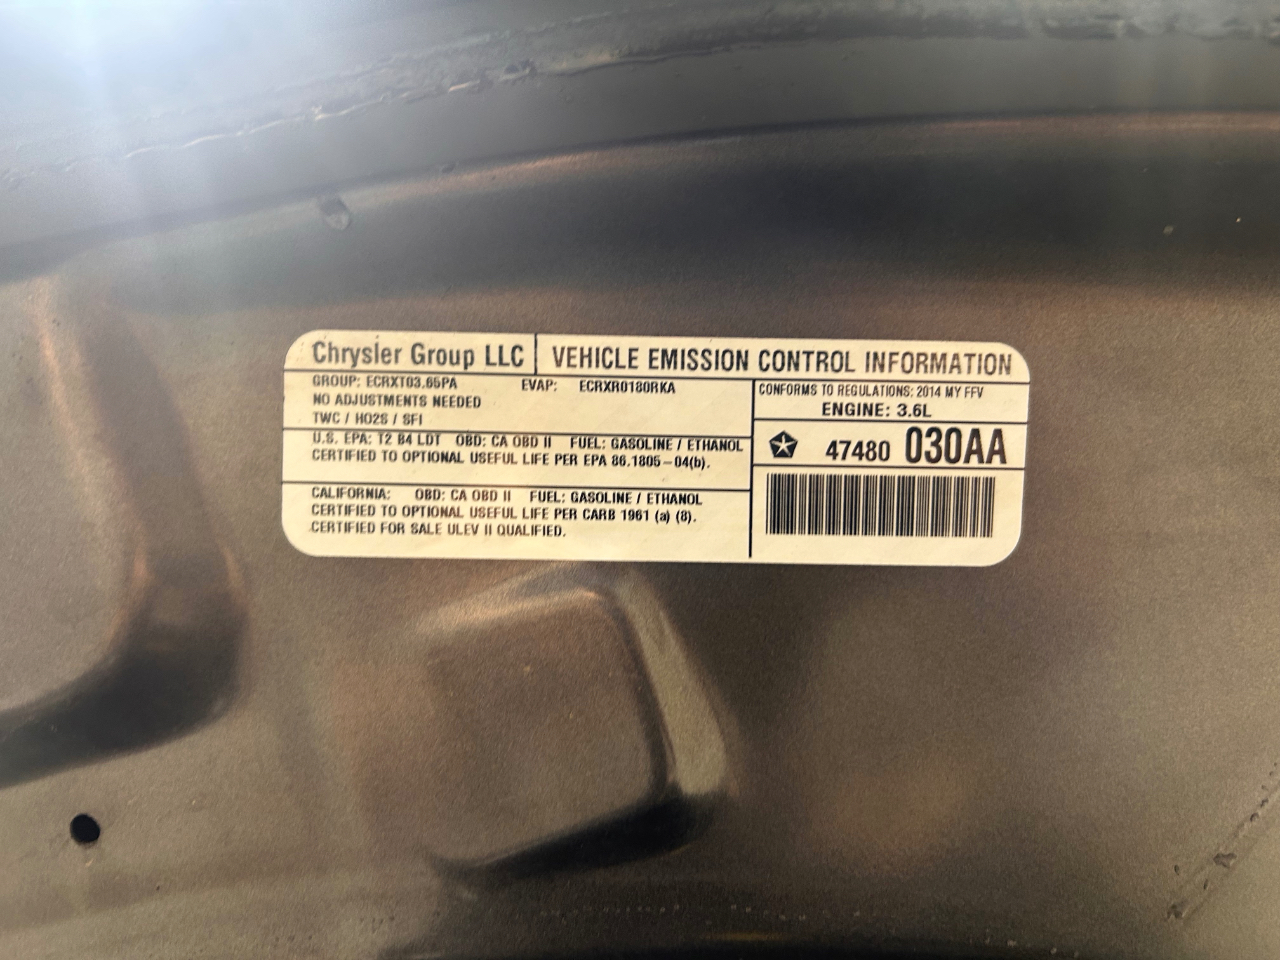 Chrysler Group LLC
VEHICLE EMISSION CONTROL INFORMATION
GROUP: ECRXT03.65PA EVAP: ECRXR0180RKA
NO ADJUSTMENTS NEEDED
TWC / HO2S / SFI
U.S. EPA: T2 B4 LDT OBD: CA OBD II FUEL: GASOLINE / ETHANOL
CERTIFIED TO OPTIONAL USEFUL LIFE PER EPA 86.1805-04(b).
CALIFORNIA: OBD: CA OBD II FUEL: GASOLINE / ETHANOL
CERTIFIED TO OPTIONAL USEFUL LIFE PER CARB 1961 (a) (8).
CERTIFIED FOR SALE ULEV II QUALIFIED.
CONFORMS TO REGULATIONS: 2014 MY FFV
ENGINE: 3.6L
47480 030AA